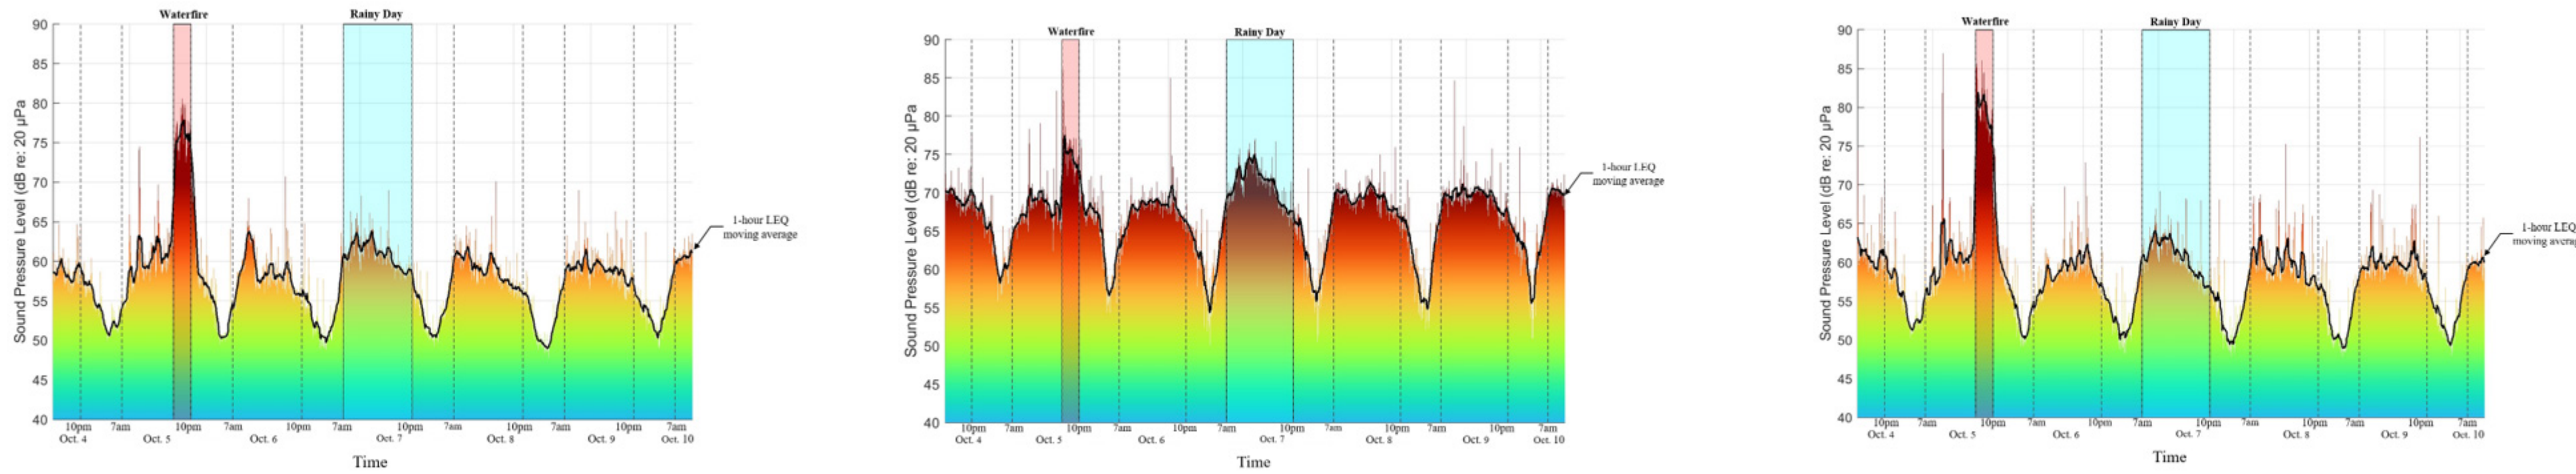 Waterfire Rainy Day
90
85
80
75
70
65
60
55
50
45
40
Sound Pressure Level (dB re: 20 µPa
1-hour LEQ
moving average
10pm 7am 10pm 7am 10pm 7am 10pm 7am 10pm 7am 10pm 7am
Oct. 4 Oct. 5 Oct. 6 Oct. 7 Oct. 8 Oct. 9 Oct. 10
Time
Waterfire Rainy Day
90
85
80
75
70
65
60
55
50
45
40
Sound Pressure Level (dB re: 20 µPa
1-hour LEQ
moving average
10pm 7am 10pm 7am 10pm 7am 10pm 7am 10pm 7am 10pm 7am
Oct. 4 Oct. 5 Oct. 6 Oct. 7 Oct. 8 Oct. 9 Oct. 10
Time
Waterfire Rainy Day
90
85
80
75
70
65
60
55
50
45
40
Sound Pressure Level (dB re: 20 µPa
1-hour LEQ
moving averag
10pm 7am 10pm 7am 10pm 7am 10pm 7am 10pm 7am 10pm 7am
Oct. 4 Oct. 5 Oct. 6 Oct. 7 Oct. 8 Oct. 9 Oct. 10
Time